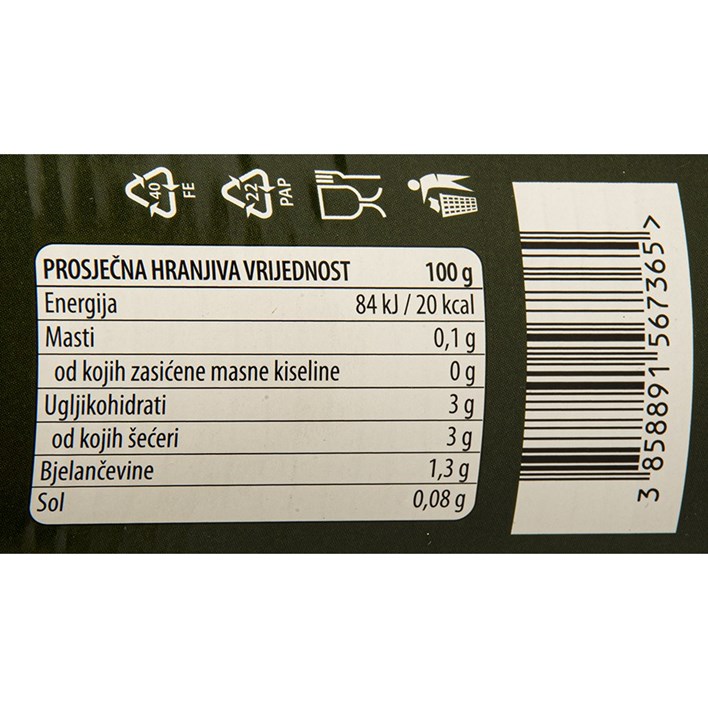 40
FE
22
PAP
PROSJEČNA HRANJIVA VRIJEDNOST 100 g
Energija 84 kJ / 20 kcal
Masti 0,1 g
od kojih zasićene masne kiseline 0 g
Ugljikohidrati 3 g
od kojih šećeri 3 g
Bjelančevine 1,3 g
Sol 0,08 g
3 858891 567365 >